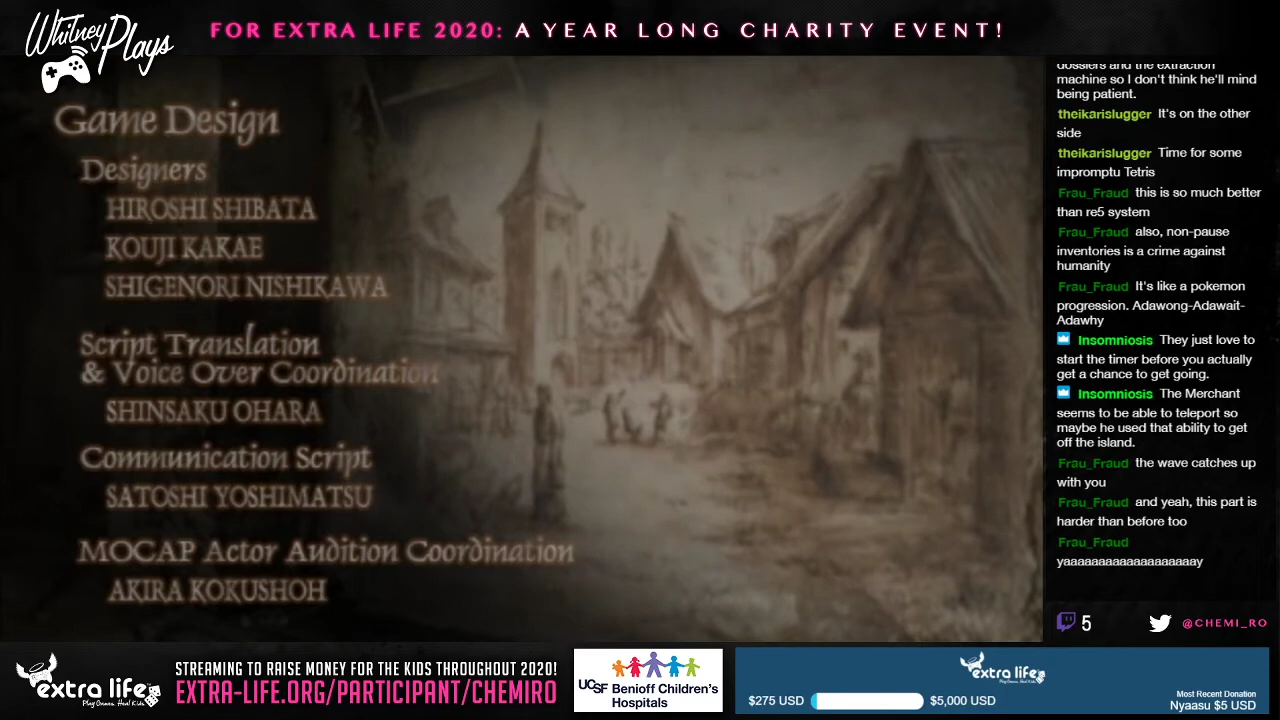 Whitney Plays
FOR EXTRA LIFE 2020: A YEAR LONG CHARITY EVENT!
Game Design
Designers
HIROSHI SHIBATA
KOUJI KAKAE
SHIGENORI NISHIKAWA
Script Translation
& Voice Over Coordination
SHINSAKU OHARA
Communication Script
SATOSHI YOSHIMATSU
MOCAP Actor Audition Coordination
AKIRA KOKUSHOH
dossiers and the extraction
machine so I don't think he'll mind
being patient.
theikarislugger It's on the other
side
theikarislugger Time for some
impromptu Tetris
Frau_Fraud this is so much better
than re5 system
Frau_Fraud also, non-pause
inventories is a crime against
humanity
Frau_Fraud It's like a pokemon
progression. Adawong-Adawait-
Adawhy
Insomniosis They just love to
start the timer before you actually
get a chance to get going.
Insomniosis The Merchant
seems to be able to teleport so
maybe he used that ability to get
off the island.
Frau_Fraud the wave catches up
with you
Frau_Fraud and yeah, this part is
harder than before too
Frau_Fraud
yaaaaaaaaaaaaaaaaaay
5
@CHEMI_RO
extra life
Play Games. Heal Kids.
STREAMING TO RAISE MONEY FOR THE KIDS THROUGHOUT 2020!
EXTRA-LIFE.ORG/PARTICIPANT/CHEMIRO
UCSF Benioff Children's
Hospitals
extra life
Play Games. Heal Kids.
$275 USD
$5,000 USD
Most Recent Donation
Nyaasu $5 USD